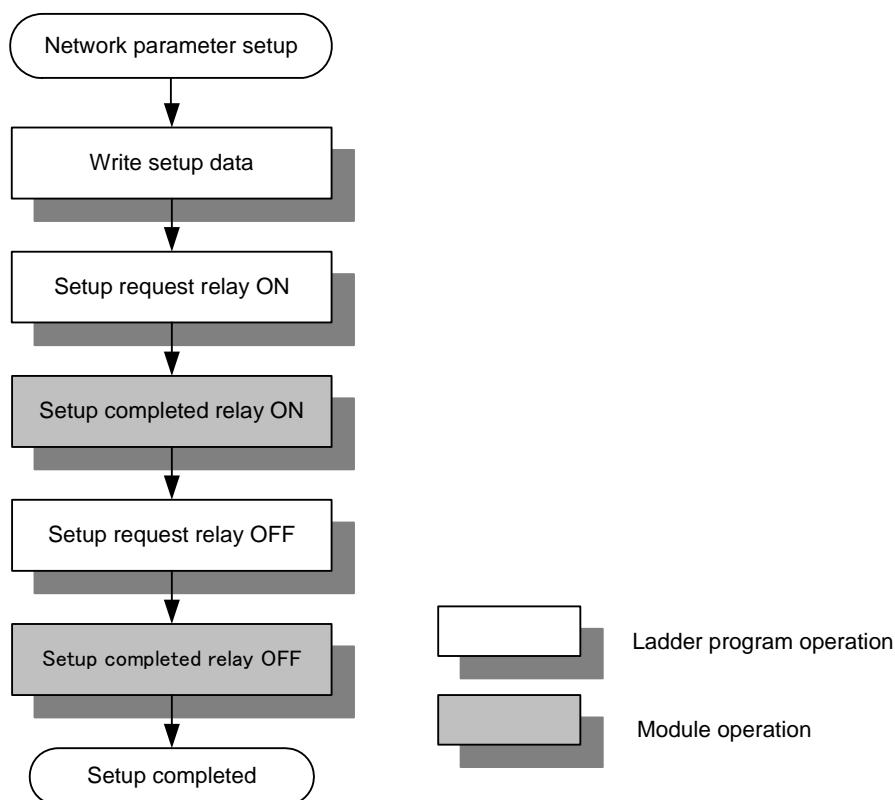 Network parameter setup
Write setup data
Setup request relay ON
Setup completed relay ON
Setup request relay OFF
Setup completed relay OFF
Setup completed
Ladder program operation
Module operation